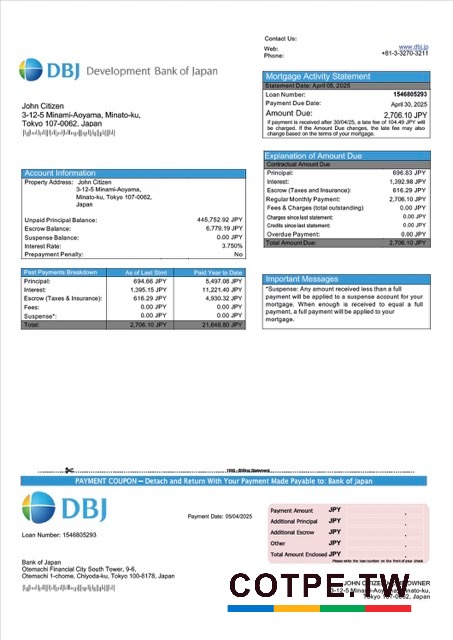 Contact Us:
Web: www.dbj.jp
Phone: +81-3-3270-3211
DBJ Development Bank of Japan
Mortgage Activity Statement
Statement Date: April 05, 2025
Loan Number: 1546805293
Payment Due Date: April 30, 2025
Amount Due: 2,706.10 JPY
If payment is received after 30/04/25, a late fee of 104.49 JPY will
be charged. If the Amount Due changes, the late fee may also
change based on the terms of your mortgage.
John Citizen
3-12-5 Minami-Aoyama, Minato-ku,
Tokyo 107-0062, Japan
Explanation of Amount Due
Contractual Amount Due
Principal: 696.83 JPY
Interest: 1,392.98 JPY
Escrow (Taxes and Insurance): 616.29 JPY
Regular Monthly Payment: 2,706.10 JPY
Fees & Charges (total outstanding) 0.00 JPY
Charges since last statement: 0.00 JPY
Credits since last statement: 0.00 JPY
Overdue Payment: 0.00 JPY
Total Amount Due: 2,706.10 JPY
Account Information
Property Address: John Citizen
3-12-5 Minami-Aoyama,
Minato-ku, Tokyo 107-0062,
Japan
Unpaid Principal Balance: 445,752.92 JPY
Escrow Balance: 6,779.19 JPY
Suspense Balance: 0.00 JPY
Interest Rate: 3.750%
Prepayment Penalty: No
Past Payments Breakdown As of Last Stmt Paid Year to Date
Principal: 694.66 JPY 5,497.08 JPY
Interest: 1,395.15 JPY 11,221.40 JPY
Escrow (Taxes & Insurance): 616.29 JPY 4,930.32 JPY
Fees: 0.00 JPY 0.00 JPY
Suspense*: 0.00 JPY 0.00 JPY
Total: 2,706.10 JPY 21,648.80 JPY
Important Messages
*Suspense: Any amount received less than a full
payment will be applied to a suspense account for your
mortgage. When enough is received to equal a full
payment, a full payment will be applied to your
mortgage.
PAYMENT COUPON – Detach and Return With Your Payment Made Payable to: Bank of Japan
DBJ
Payment Date: 05/04/2025
Loan Number: 1546805293
Payment Amount JPY
Additional Principal JPY
Additional Escrow JPY
Other JPY
Total Amount Enclosed JPY
Please write the loan number on the front of your check
Bank of Japan
Otemachi Financial City South Tower, 9-6,
Otemachi 1-chome, Chiyoda-ku, Tokyo 100-8178, Japan
COTPE.TW